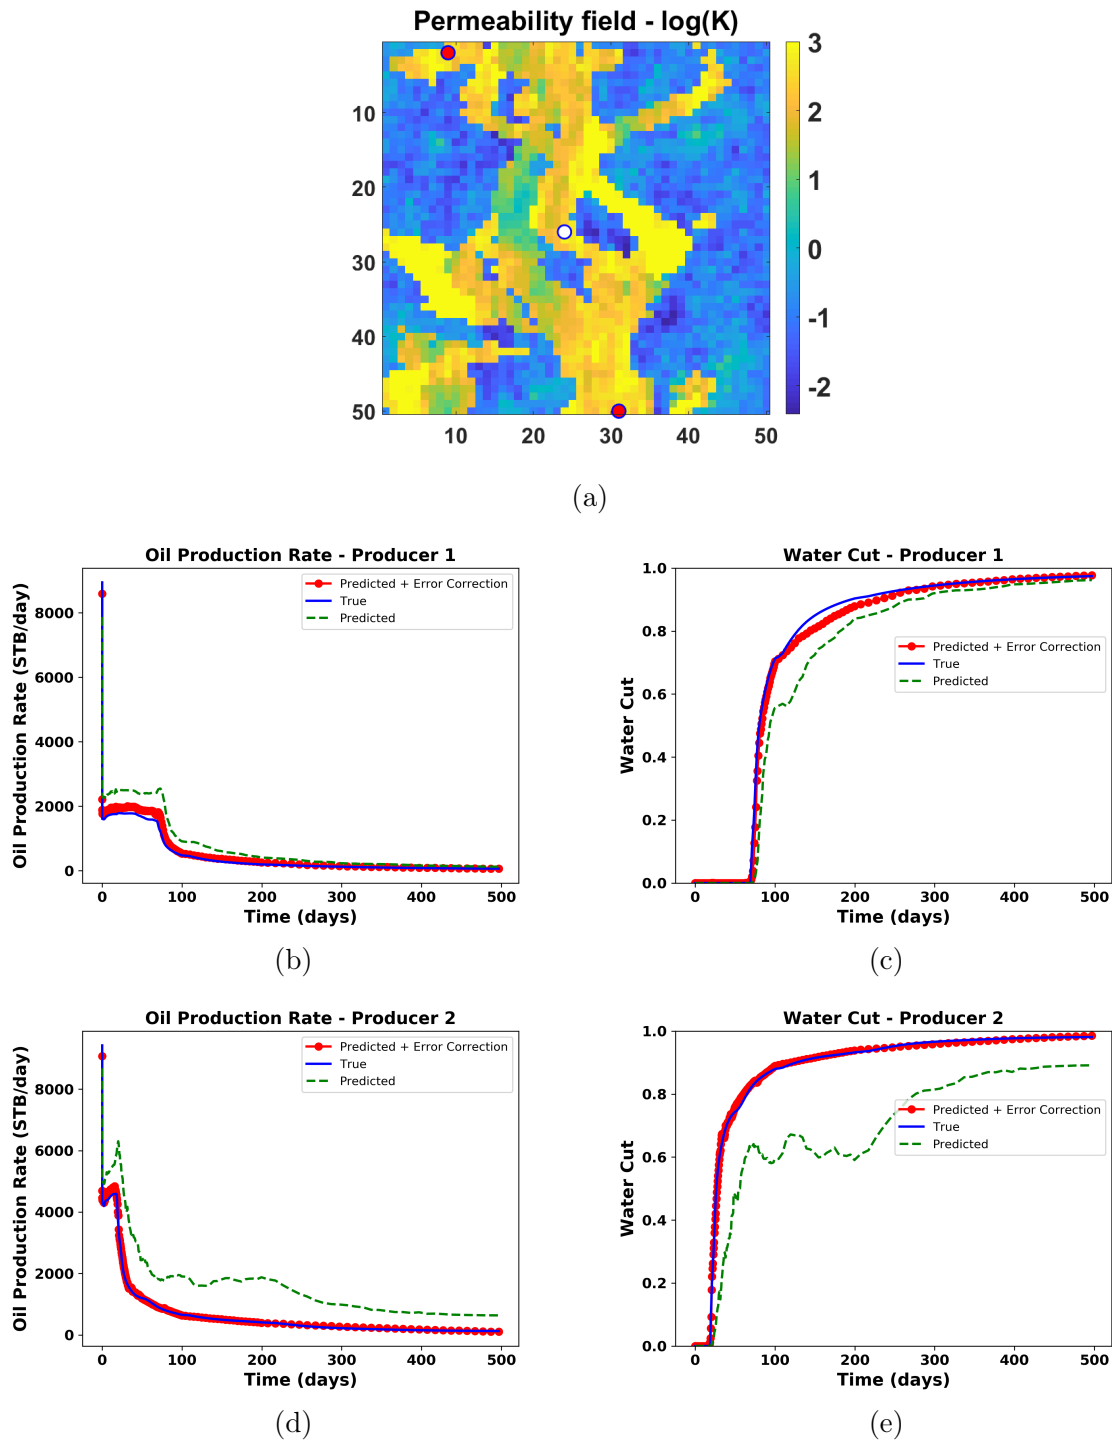 Permeability field - log(K)
10
20
30
40
50
10 20 30 40 50
3
2
1
0
-1
-2
(a)
Oil Production Rate - Producer 1
Oil Production Rate (STB/day)
8000
6000
4000
2000
0
0 100 200 300 400 500
Time (days)
Predicted + Error Correction
True
Predicted
(b)
Water Cut - Producer 1
Water Cut
1.0
0.8
0.6
0.4
0.2
0.0
0 100 200 300 400 500
Time (days)
Predicted + Error Correction
True
Predicted
(c)
Oil Production Rate - Producer 2
Oil Production Rate (STB/day)
8000
6000
4000
2000
0
0 100 200 300 400 500
Time (days)
Predicted + Error Correction
True
Predicted
(d)
Water Cut - Producer 2
Water Cut
1.0
0.8
0.6
0.4
0.2
0.0
0 100 200 300 400 500
Time (days)
Predicted + Error Correction
True
Predicted
(e)